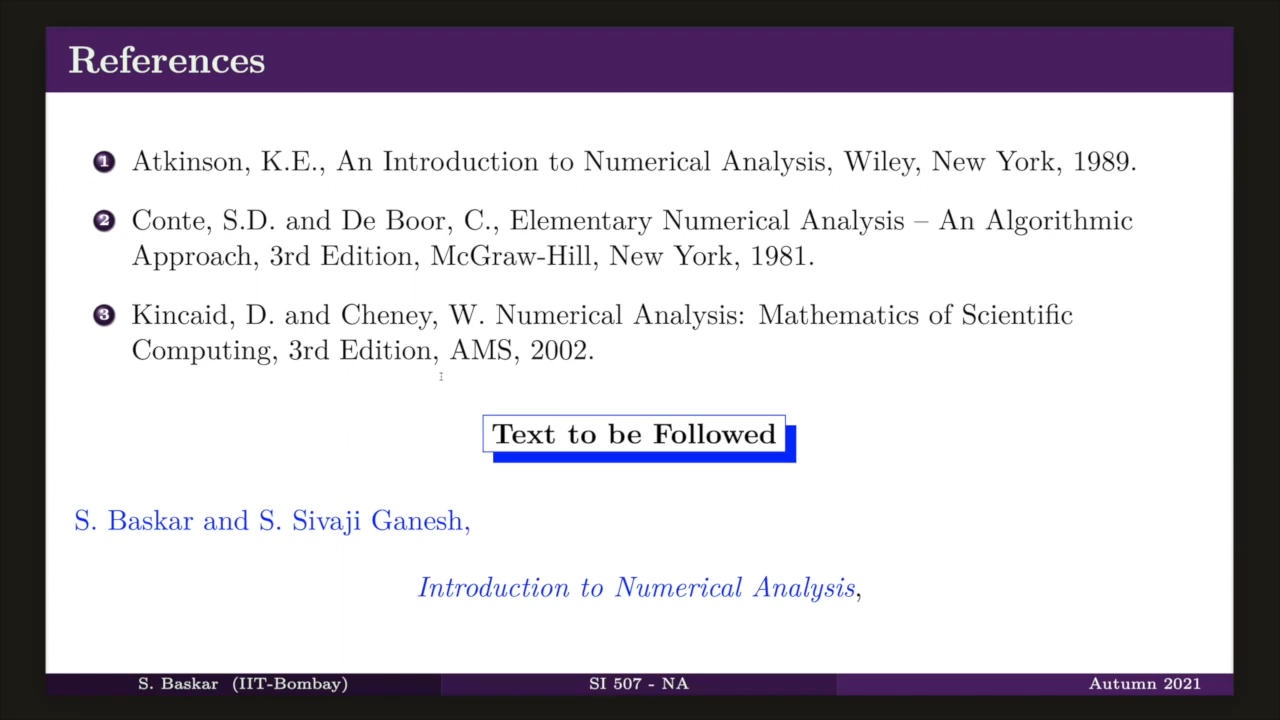 References
1 Atkinson, K.E., An Introduction to Numerical Analysis, Wiley, New York, 1989.
2 Conte, S.D. and De Boor, C., Elementary Numerical Analysis – An Algorithmic
Approach, 3rd Edition, McGraw-Hill, New York, 1981.
3 Kincaid, D. and Cheney, W. Numerical Analysis: Mathematics of Scientific
Computing, 3rd Edition, AMS, 2002.
Text to be Followed
S. Baskar and S. Sivaji Ganesh,
Introduction to Numerical Analysis,
S. Baskar (IIT-Bombay) SI 507 - NA Autumn 2021